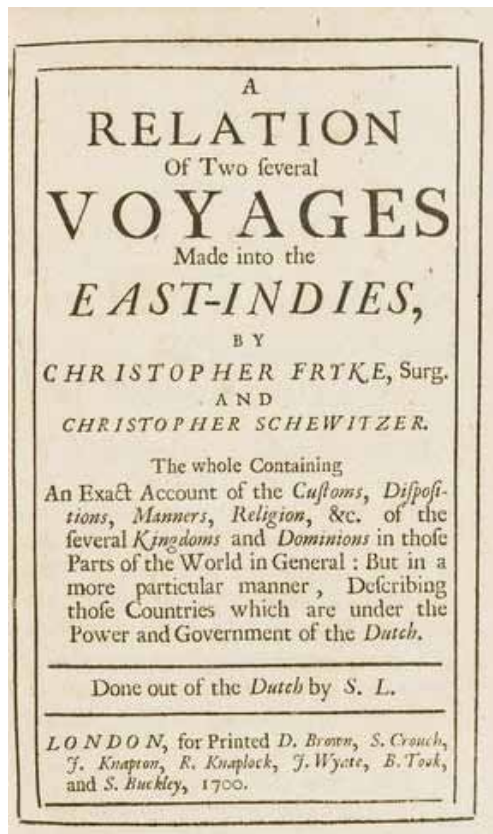 A
RELATION
Of Two ſeveral
VOYAGES
Made into the
EAST-INDIES,
BY
CHRISTOPHER FRYKE, Surg.
AND
CHRISTOPHER SCHEWITZER.
The whole Containing
An Exact Account of the Cuſtoms, Diſpoſi-
tions, Manners, Religion, &c. of the
ſeveral Kingdoms and Dominions in thoſe
Parts of the World in General : But in a
more particular manner , Deſcribing
thoſe Countries which are under the
Power and Government of the Dutch.
Done out of the Dutch by S. L.
LONDON, for Printed D. Brown, S. Crouch,
J. Knapton, R. Knaplock, J. Wyate, B. Took,
and S. Buckley, 1700.